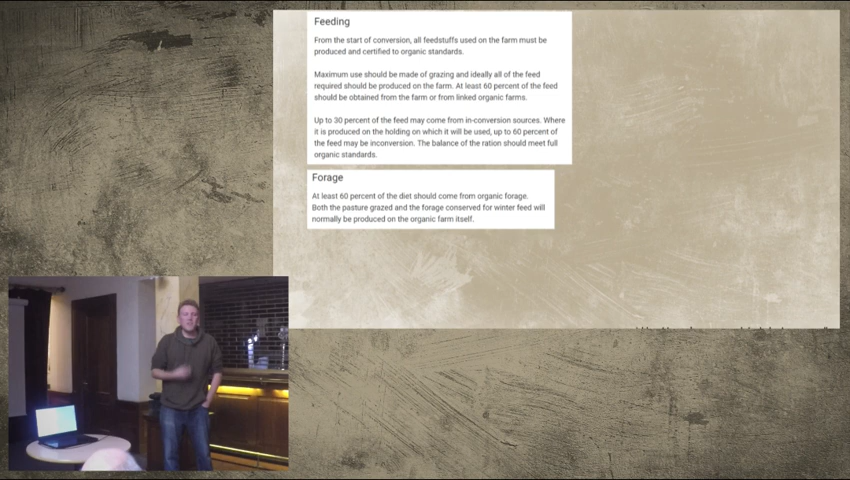 Feeding
From the start of conversion, all feedstuffs used on the farm must be
produced and certified to organic standards.
Maximum use should be made of grazing and ideally all of the feed
required should be produced on the farm. At least 60 percent of the feed
should be obtained from the farm or from linked organic farms.
Up to 30 percent of the feed may come from in-conversion sources. Where
it is produced on the holding on which it will be used, up to 60 percent of
the feed may be inconversion. The balance of the ration should meet full
organic standards.
Forage
At least 60 percent of the diet should come from organic forage.
Both the pasture grazed and the forage conserved for winter feed will
normally be produced on the organic farm itself.